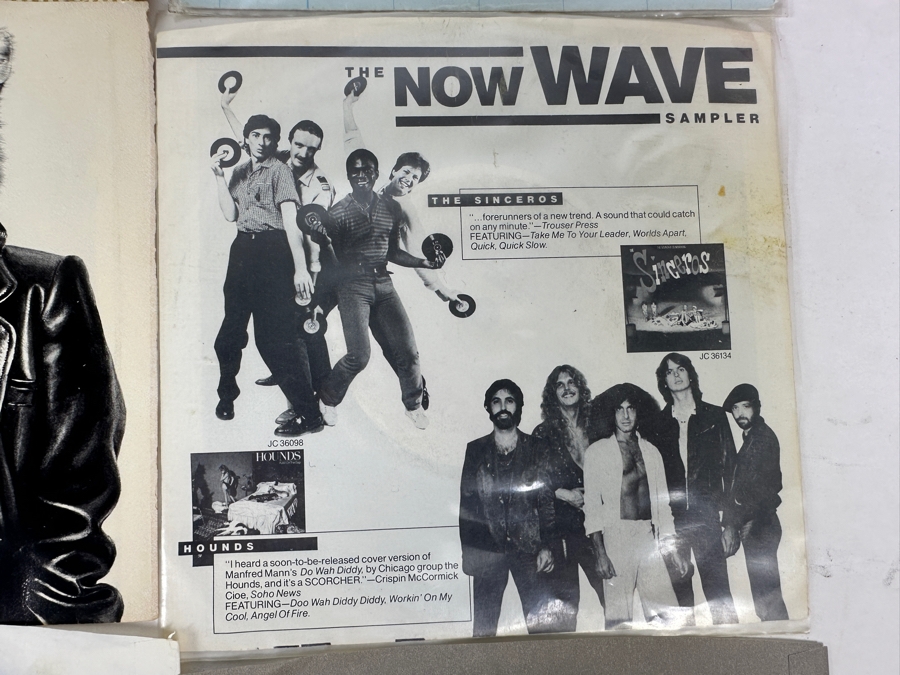 THE NOW WAVE
SAMPLER
THE SINCEROS
"...forerunners of a new trend. A sound that could catch
on any minute."—Trouser Press
FEATURING—Take Me To Your Leader, Worlds Apart,
Quick, Quick Slow.
Sinceros
JC 36134
JC 36098
HOUNDS
HOUNDS
"I heard a soon-to-be-released cover version of
Manfred Mann's Do Wah Diddy, by Chicago group the
Hounds, and it's a SCORCHER."—Crispin McCormick
Cioe, Soho News
FEATURING—Doo Wah Diddy Diddy, Workin' On My
Cool, Angel Of Fire.